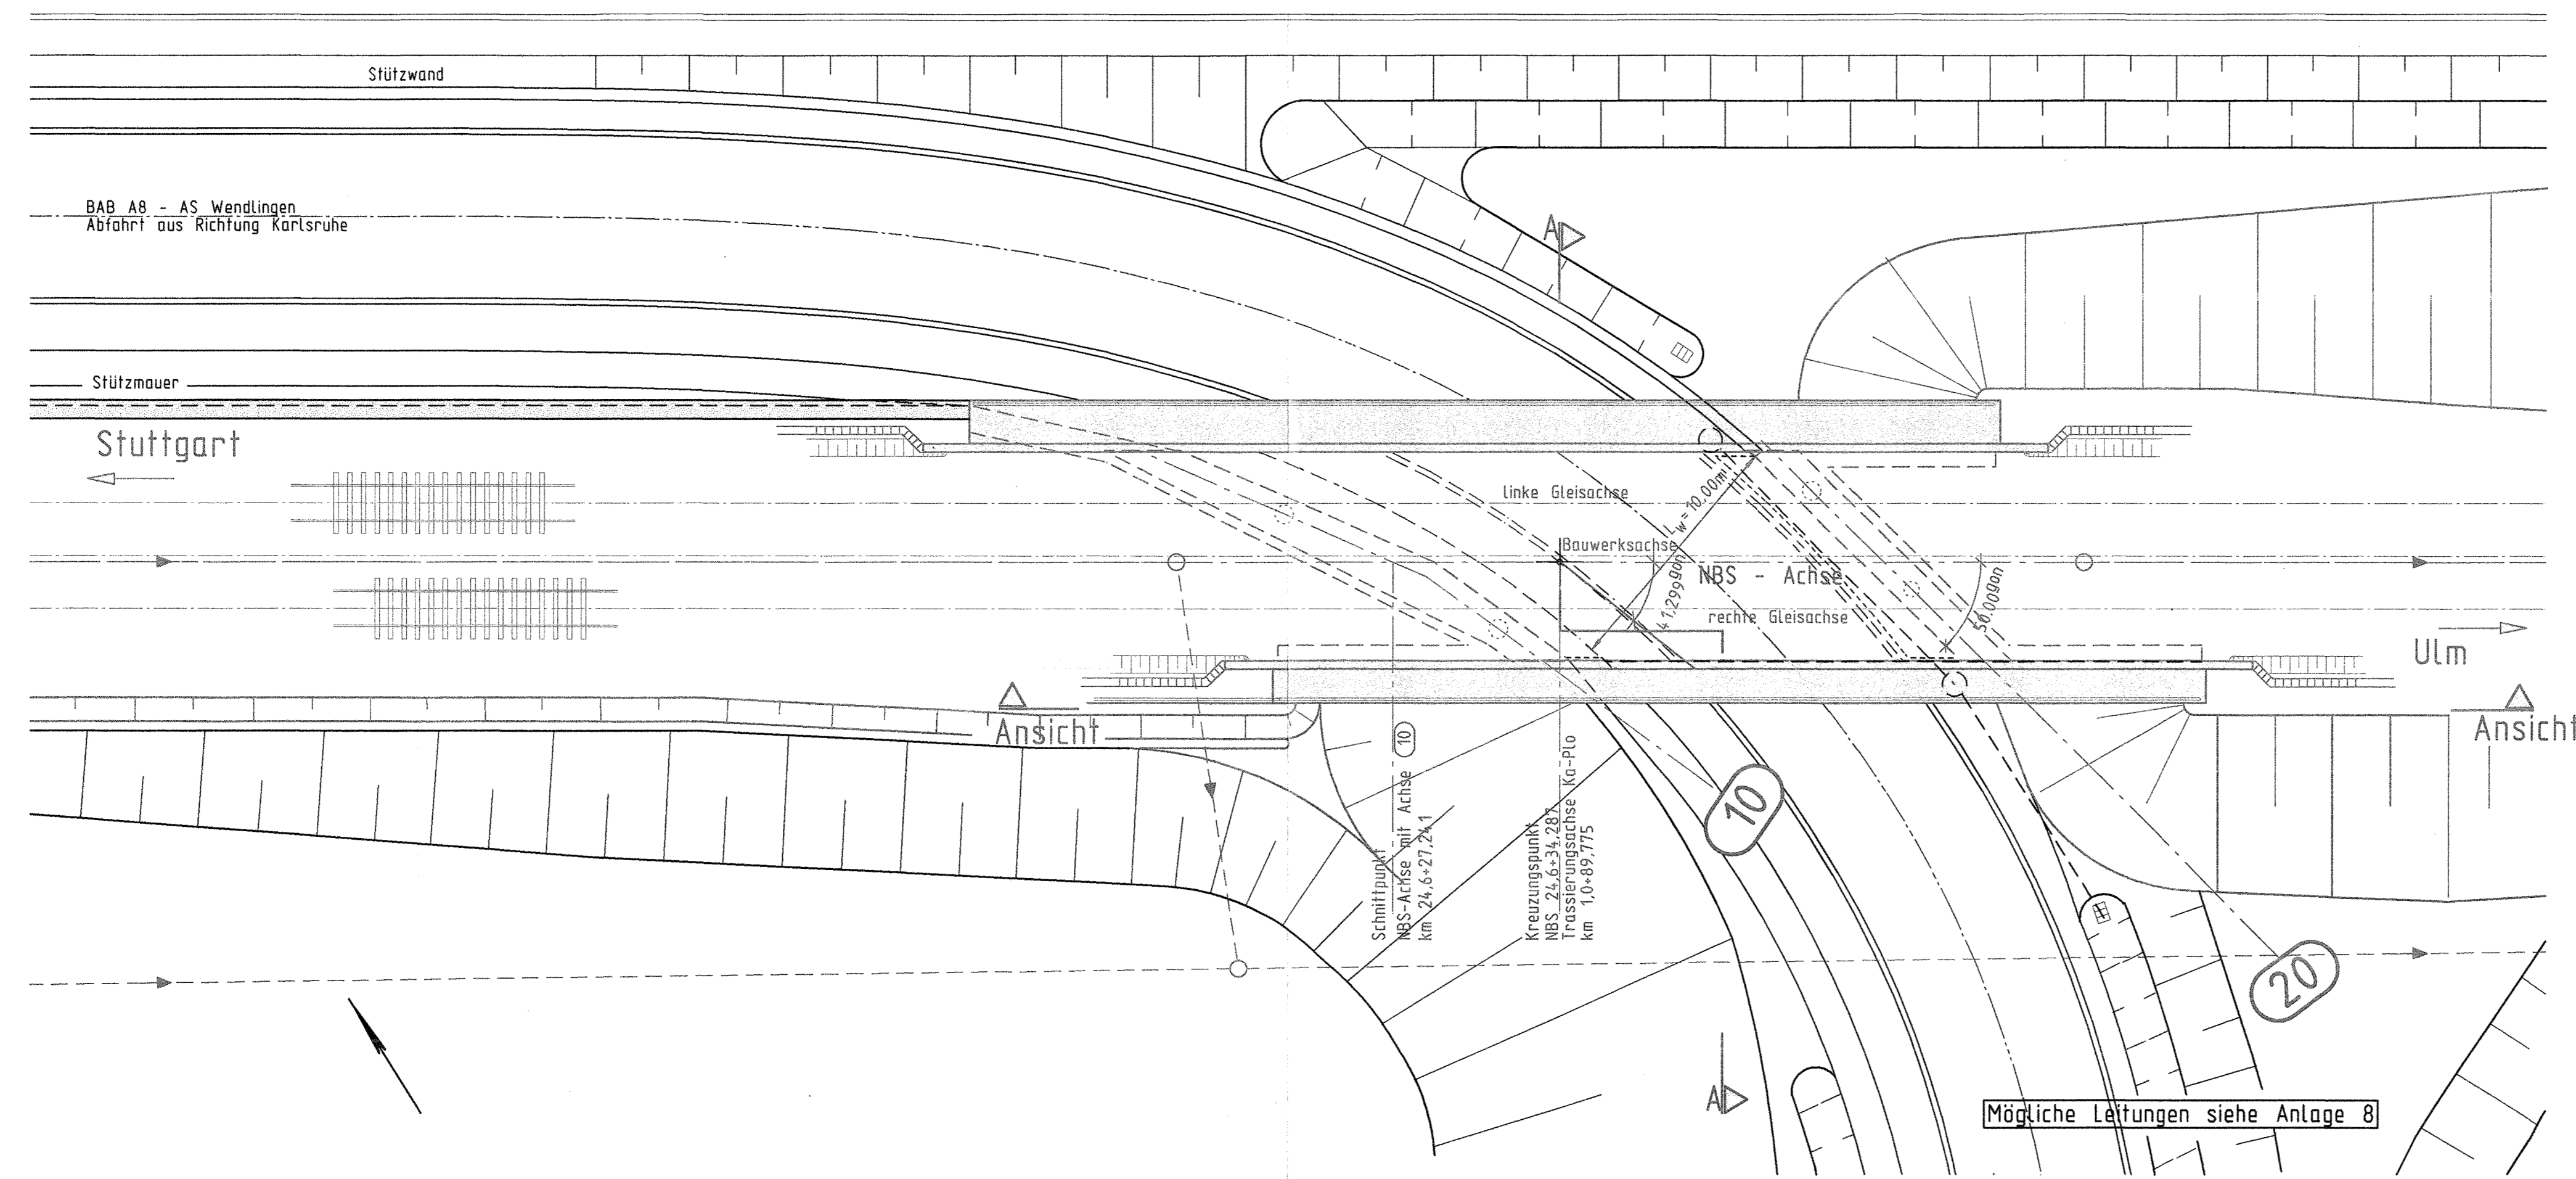 Stützwand
BAB A8 - AS Wendlingen
Abfahrt aus Richtung Karlsruhe
A
Stützmauer
Stuttgart
linke Gleisachse
Lw = 10,00m
Bauwerksachse
41,299gon
NBS - Achse
50,00gon
rechte Gleisachse
Ulm
Ansicht
Ansicht
Schnittpunkt
NBS-Achse mit Achse 10
km 24,6+27,241
Kreuzungspunkt
NBS 24,6+34,287
Trassierungsachse Ka-Plo
km 1,0+89,775
10
20
A
Mögliche Leitungen siehe Anlage 8